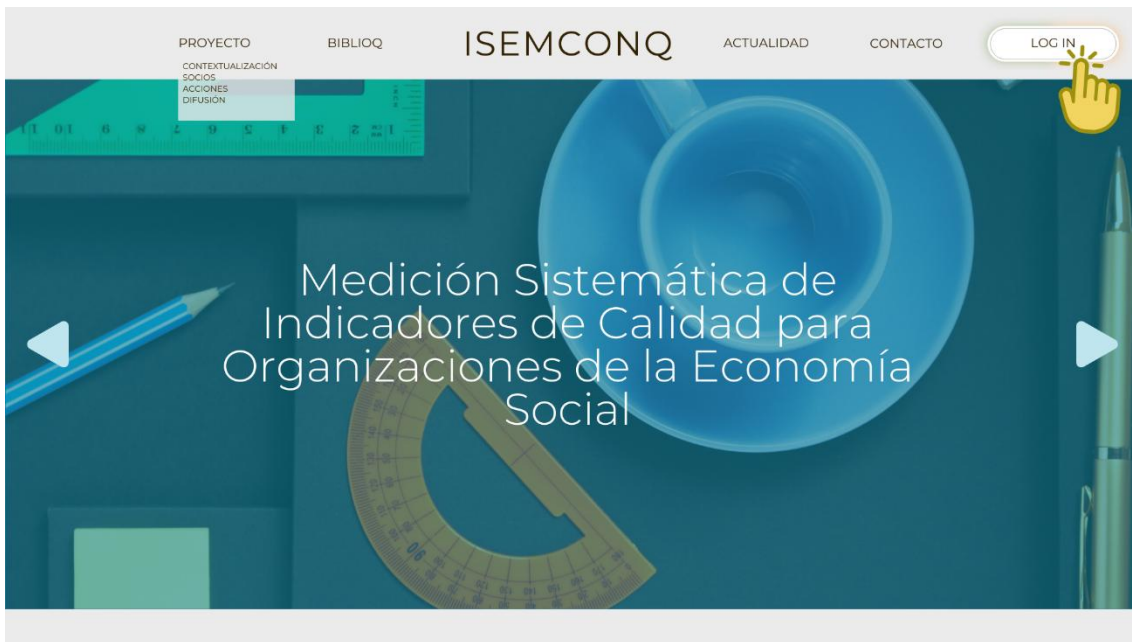 PROYECTO
BIBLIOQ
ISEMCONQ
ACTUALIDAD
CONTACTO
LOG IN
CONTEXTUALIZACIÓN
SOCIOS
ACCIONES
DIFUSIÓN
Medición Sistemática de
Indicadores de Calidad para
Organizaciones de la Economía
Social